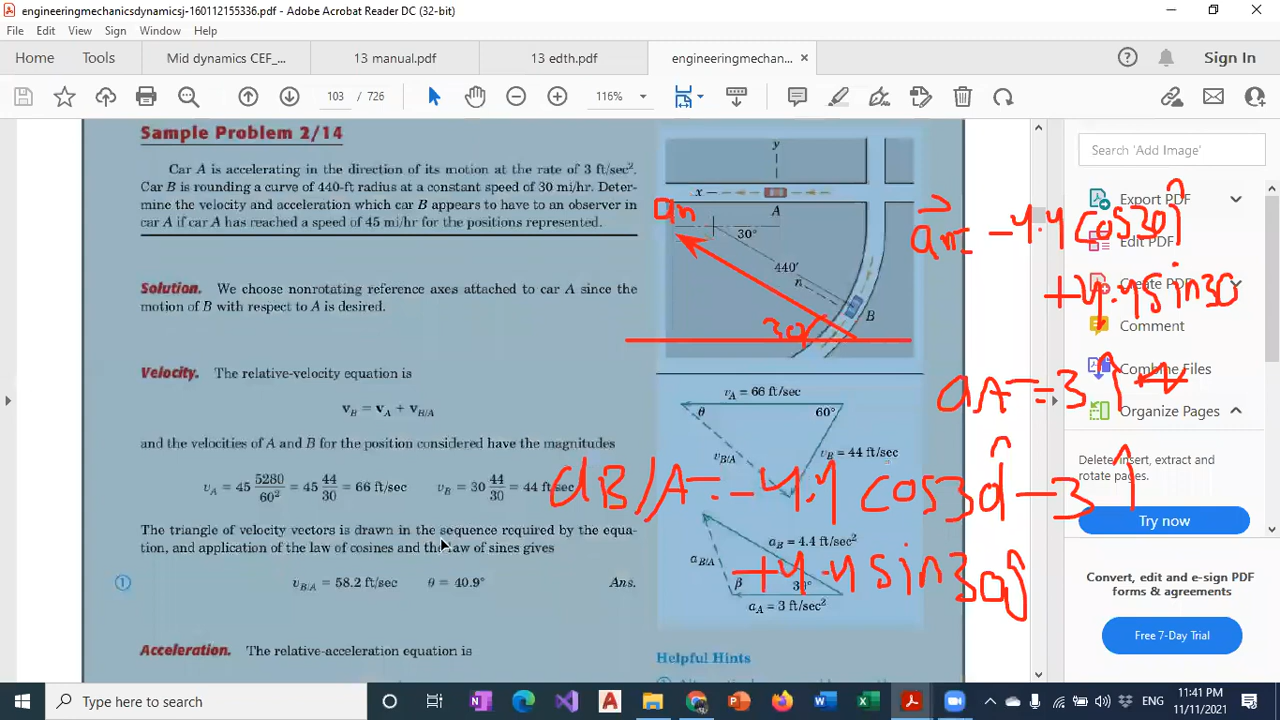 engineeringmechanicsdynamicsj-160112155336.pdf - Adobe Acrobat Reader DC (32-bit)
File Edit View Sign Window Help
Home Tools Mid dynamics CEF_... 13 manual.pdf 13 edth.pdf engineeringmechan... × Sign In
103 / 726 116%
Sample Problem 2/14
Car A is accelerating in the direction of its motion at the rate of 3 ft/sec².
Car B is rounding a curve of 440-ft radius at a constant speed of 30 mi/hr. Deter-
mine the velocity and acceleration which car B appears to have to an observer in
car A if car A has reached a speed of 45 mi/hr for the positions represented.
Solution. We choose nonrotating reference axes attached to car A since the
motion of B with respect to A is desired.
Velocity. The relative-velocity equation is
v_B = v_A + v_B/A
and the velocities of A and B for the position considered have the magnitudes
v_A = 45 5280/60² = 45 44/30 = 66 ft/sec v_B = 30 44/30 = 44 ft/sec
The triangle of velocity vectors is drawn in the sequence required by the equa-
tion, and application of the law of cosines and the law of sines gives
① v_B/A = 58.2 ft/sec θ = 40.9° Ans.
Acceleration. The relative-acceleration equation is
y
x
A
an
30°
440′
n
B
30
v_A = 66 ft/sec
θ 60°
v_B/A
v_B = 44 ft/sec
a_B = 4.4 ft/sec²
a_B/A
β 30°
a_A = 3 ft/sec²
Helpful Hints
an = -4.4 cos30 i
+4.4 sin30
aA = -3 i
aB/A = -4.4 cos30 i -3 i
+4.4 sin30 j
Search 'Add Image'
Export PDF
Edit PDF
Create PDF
Comment
Combine Files
Organize Pages
Delete, insert, extract and
rotate pages.
Try now
Convert, edit and e-sign PDF
forms & agreements
Free 7-Day Trial
Type here to search
ENG
11:41 PM
11/11/2021